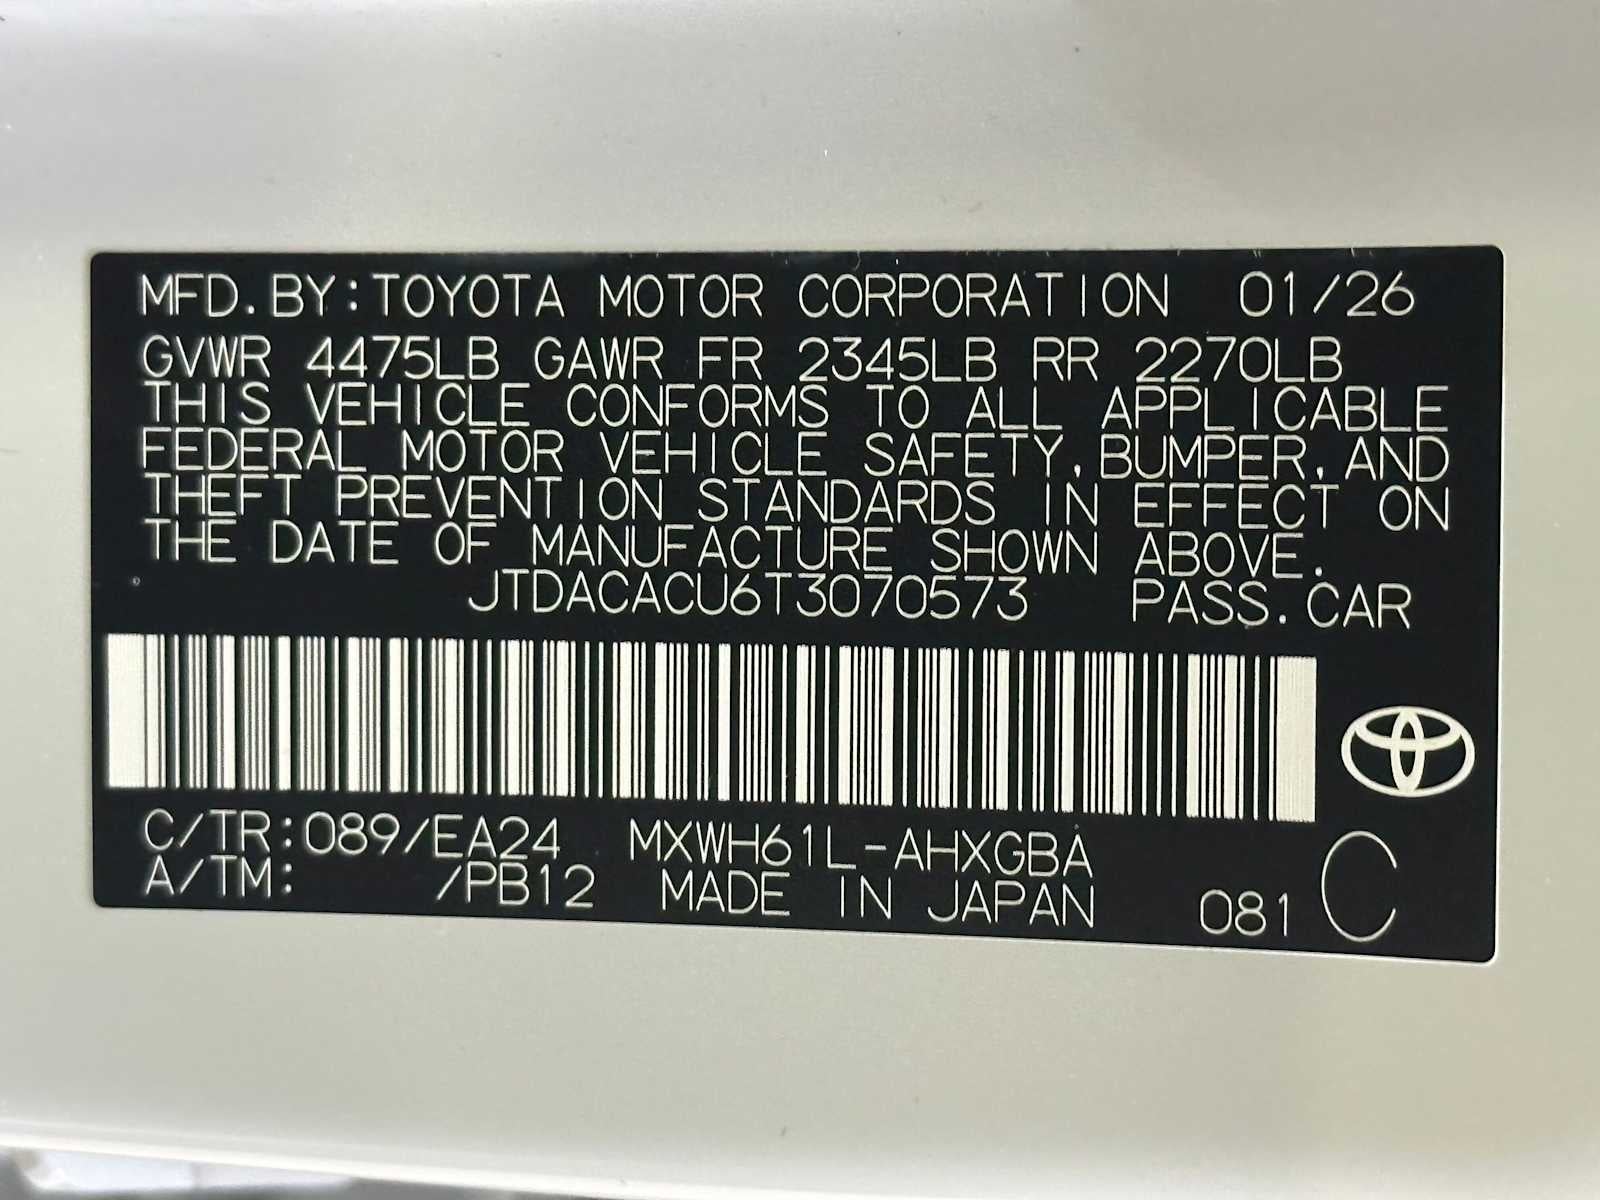 MFD.BY:TOYOTA MOTOR CORPORATION 01/26
GVWR 4475LB GAWR FR 2345LB RR 2270LB
THIS VEHICLE CONFORMS TO ALL APPLICABLE
FEDERAL MOTOR VEHICLE SAFETY,BUMPER,AND
THEFT PREVENTION STANDARDS IN EFFECT ON
THE DATE OF MANUFACTURE SHOWN ABOVE.
JTDACACU6T3070573 PASS.CAR
C/TR:089/EA24 MXWH61L-AHXGBA
A/TM: /PB12 MADE IN JAPAN 081 C